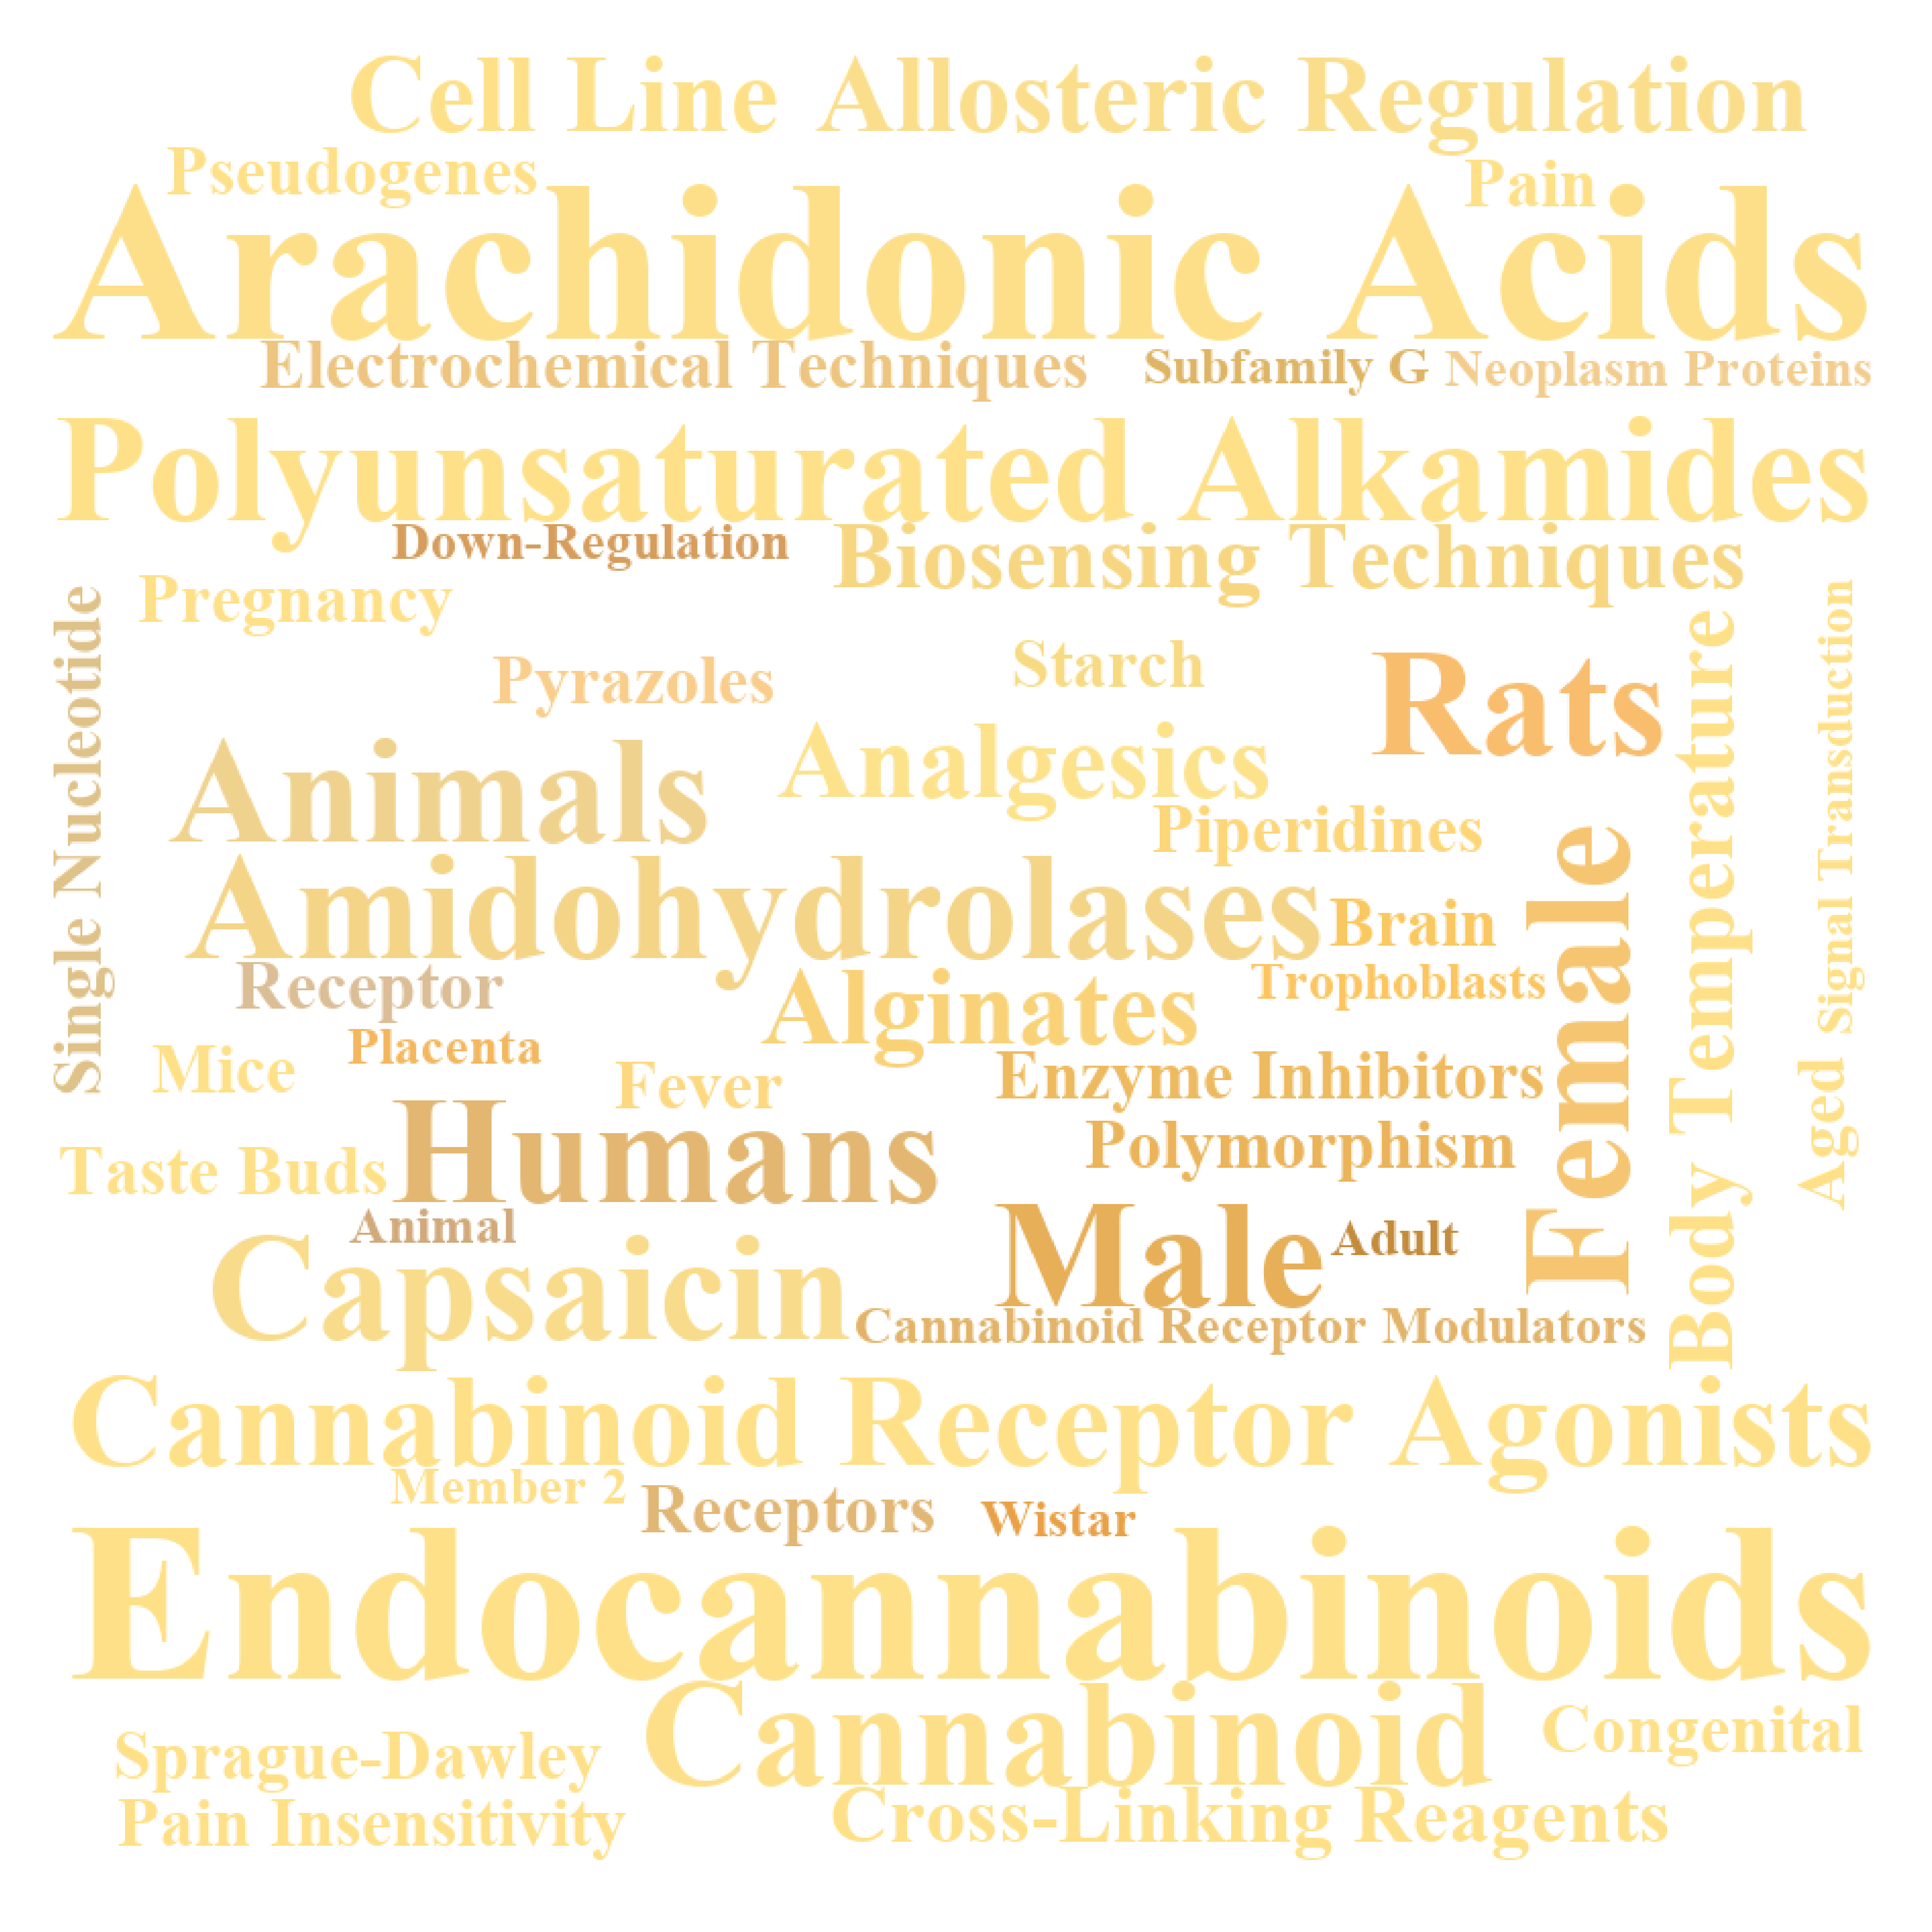 Cell Line Allosteric Regulation
Pseudogenes
Pain
Arachidonic Acids
Electrochemical Techniques
Subfamily G
Neoplasm Proteins
Polyunsaturated Alkamides
Down-Regulation
Biosensing Techniques
Pregnancy
Single Nucleotide
Pyrazoles
Starch
Rats
Body Temperature
Signal Transduction
Animals
Analgesics
Piperidines
Amidohydrolases
Brain
Female
Receptor
Alginates
Trophoblasts
Mice
Placenta
Fever
Enzyme Inhibitors
Aged
Taste Buds
Humans
Polymorphism
Animal
Male
Adult
Capsaicin
Cannabinoid Receptor Modulators
Cannabinoid Receptor Agonists
Member 2
Receptors
Wistar
Endocannabinoids
Cannabinoid
Congenital
Sprague-Dawley
Pain Insensitivity
Cross-Linking Reagents